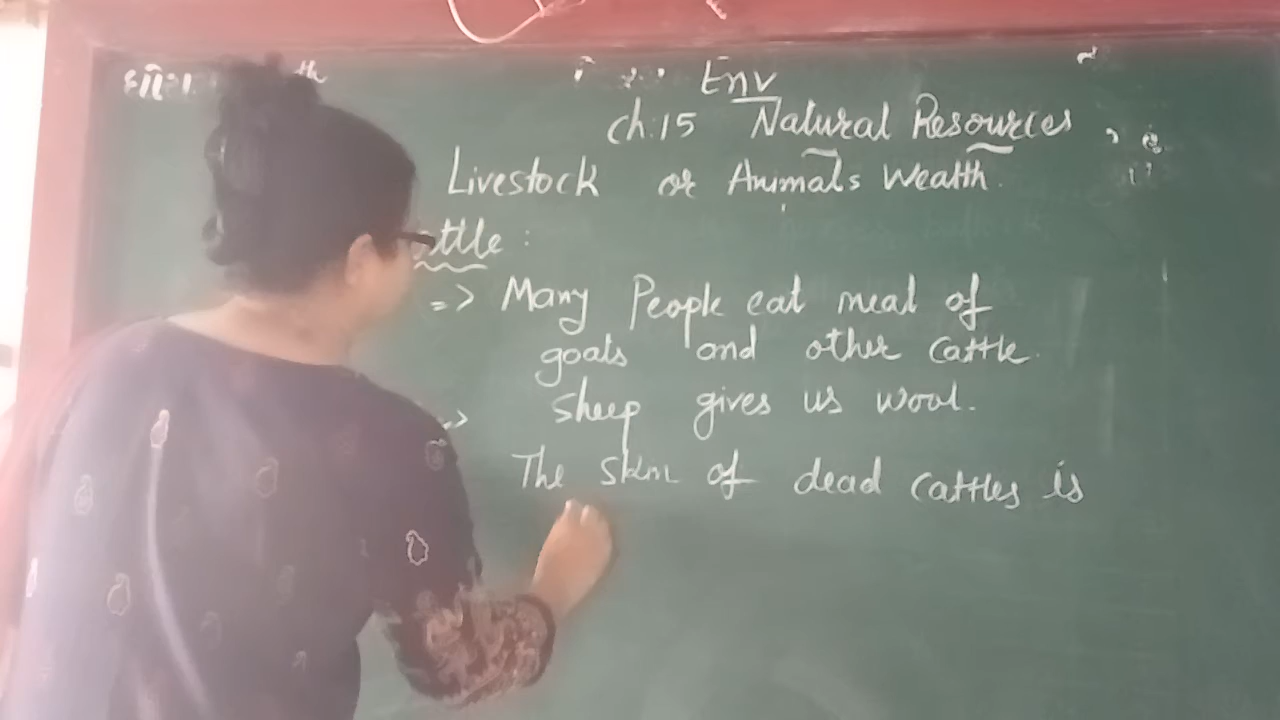 Env
ch:15 Natural Resources
Livestock or Animals Wealth.
ttle :
=> Many People eat meat of
goats and other cattle.
=> Sheep gives us wool.
The skin of dead cattles is